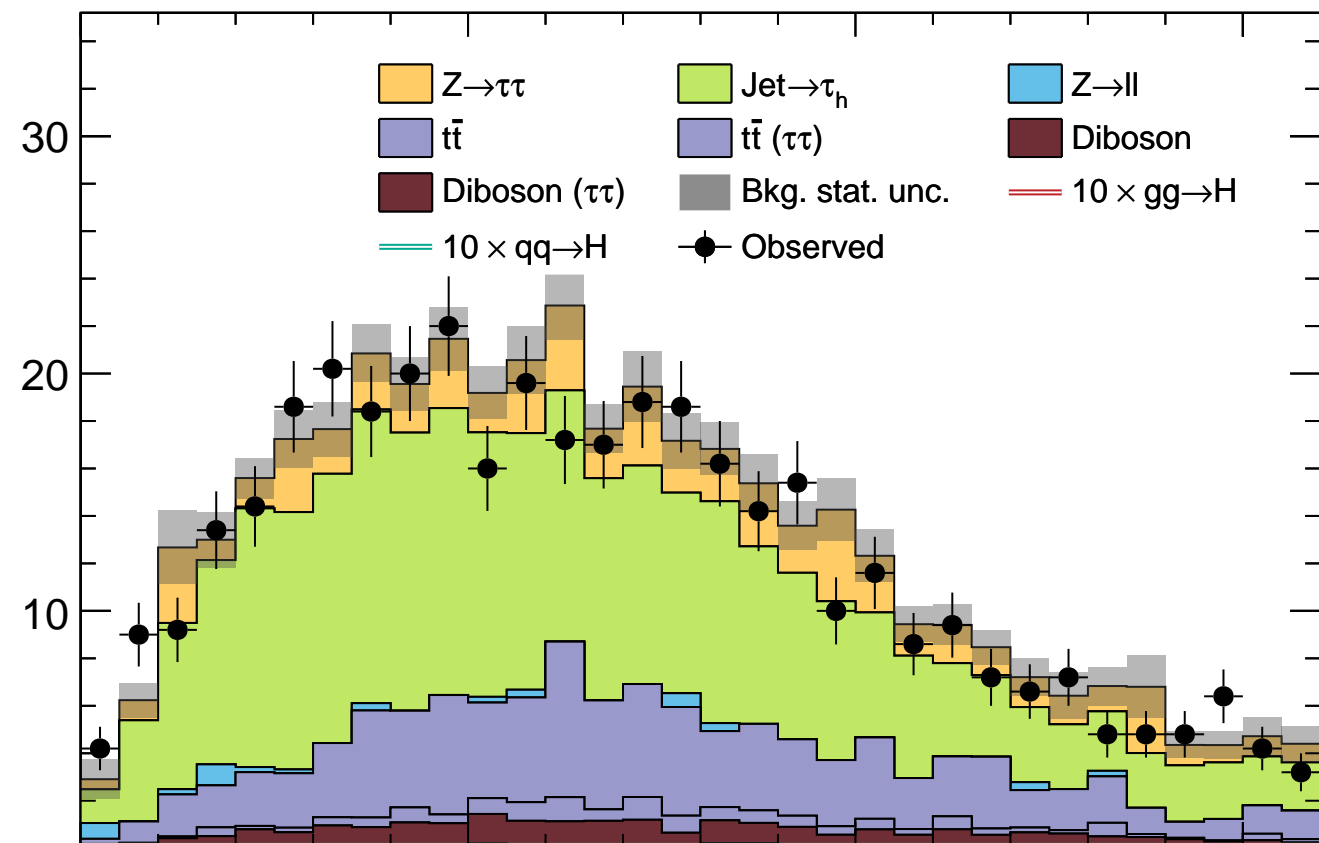 Z→ττ Jet→τh Z→ll
30 tt̄ tt̄ (ττ) Diboson
Diboson (ττ) Bkg. stat. unc. 10 × gg→H
10 × qq→H Observed
20
10